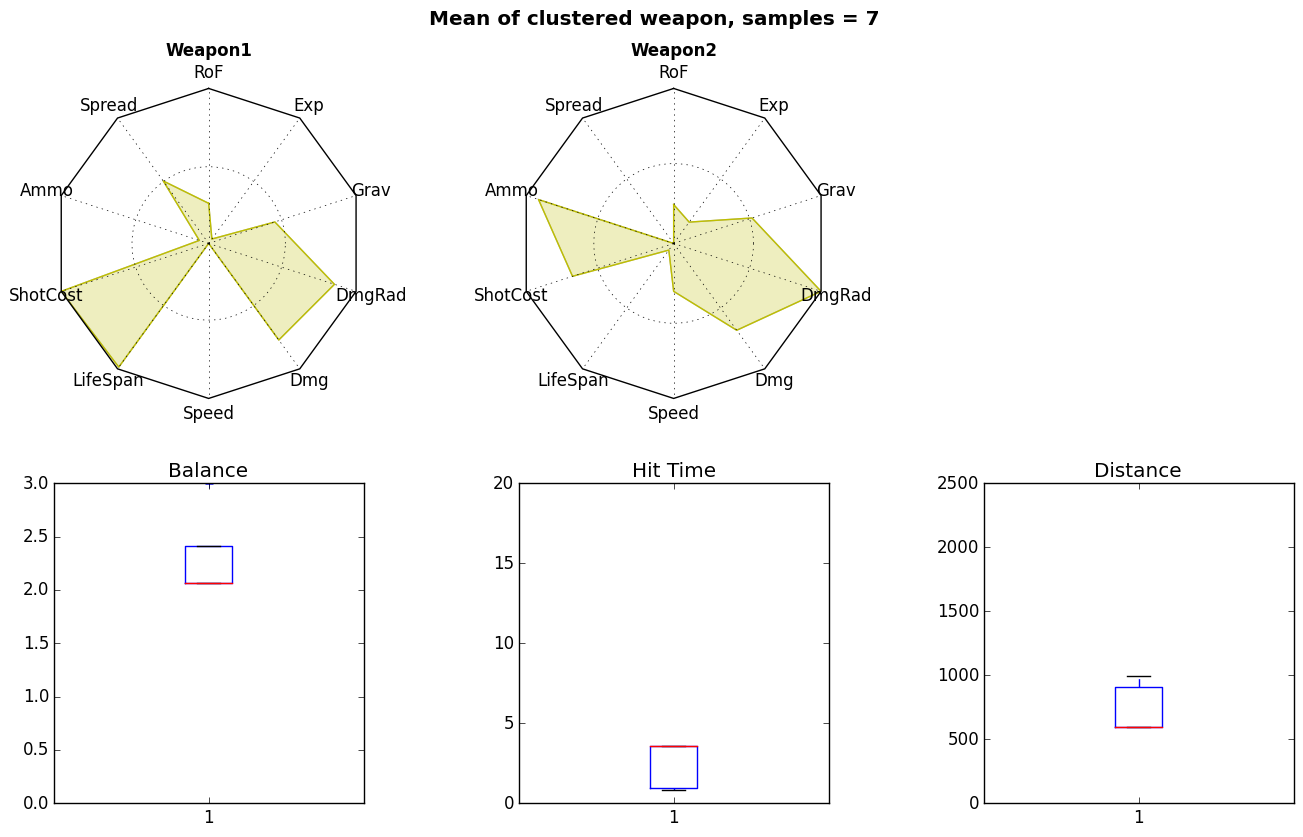 Mean of clustered weapon, samples = 7
Weapon1
RoF
Spread
Exp
Ammo
Grav
ShotCost
DmgRad
LifeSpan
Dmg
Speed
Weapon2
RoF
Spread
Exp
Ammo
Grav
ShotCost
DmgRad
LifeSpan
Dmg
Speed
Balance
3.0
2.5
2.0
1.5
1.0
0.5
0.0
1
Hit Time
20
15
10
5
0
1
Distance
2500
2000
1500
1000
500
0
1